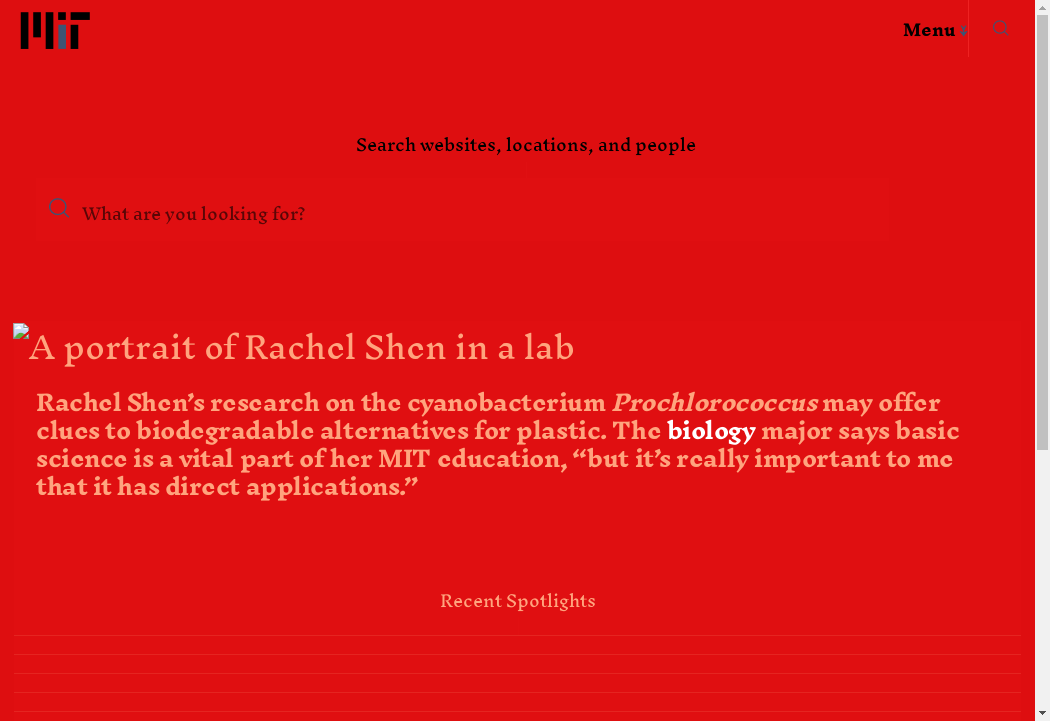 MIT
Menu
Search websites, locations, and people
What are you looking for?
A portrait of Rachel Shen in a lab
Rachel Shen’s research on the cyanobacterium Prochlorococcus may offer
clues to biodegradable alternatives for plastic. The biology major says basic
science is a vital part of her MIT education, “but it’s really important to me
that it has direct applications.”
Recent Spotlights